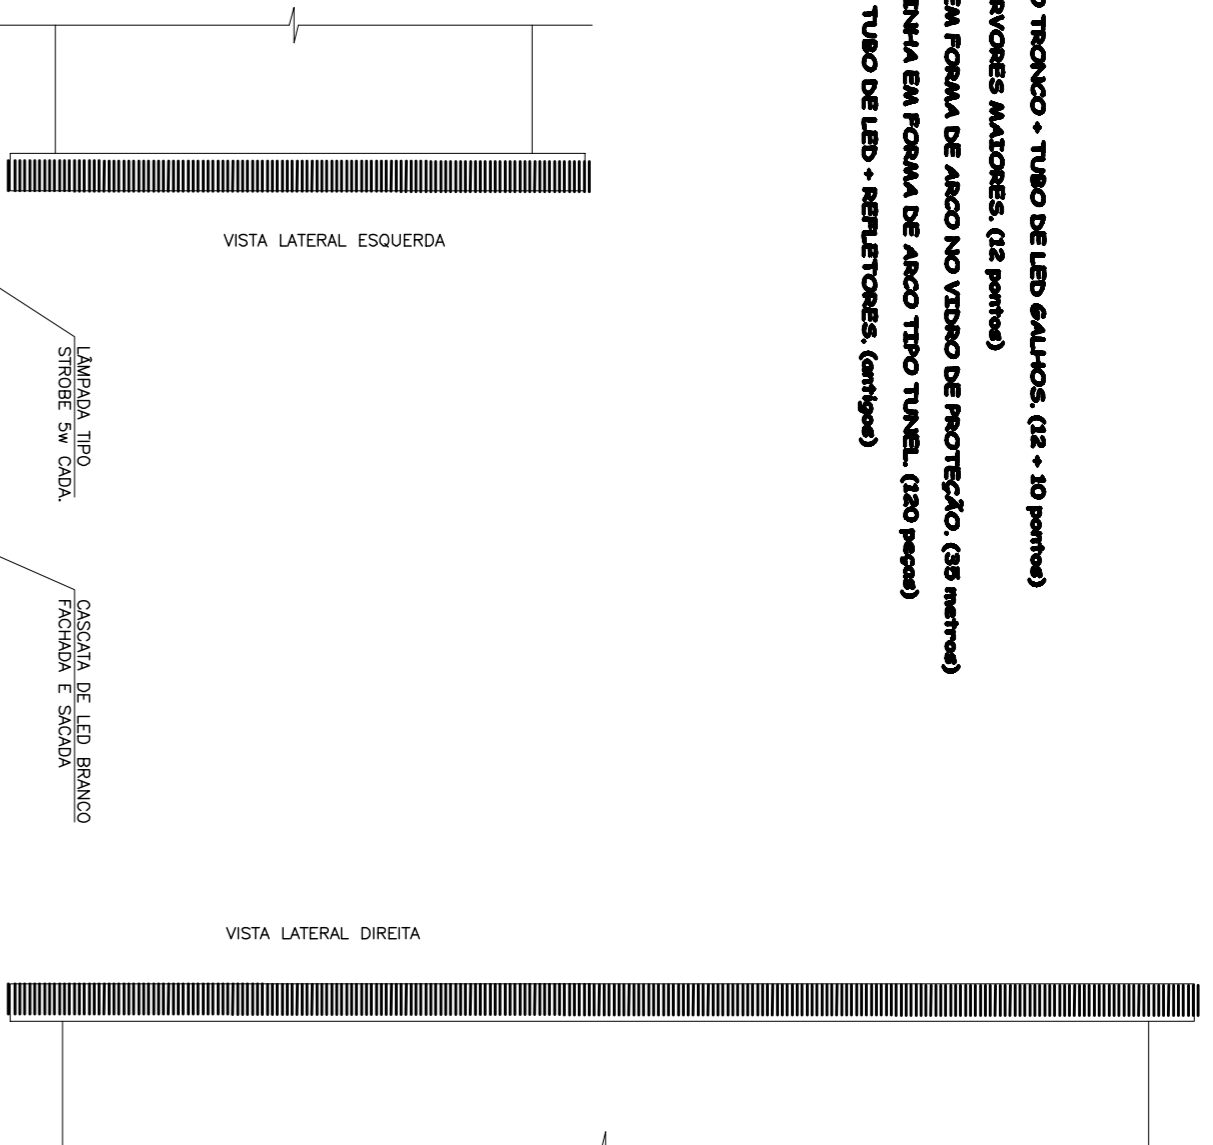 O TRONCO + TUBO DE LED GALHOS. (12 + 10 pontos)
RVORES MAIORES. (12 pontos)
EM FORMA DE ARCO NO VIDRO DE PROTEÇÃO. (35 metros)
INHA EM FORMA DE ARCO TIPO TUNEL. (120 peças)
TUBO DE LED + REFLETORES. (antigos)
VISTA LATERAL ESQUERDA
LÂMPADA TIPO
STROBE 5w CADA.
CASCATA DE LED BRANCO
FACHADA E SACADA
VISTA LATERAL DIREITA